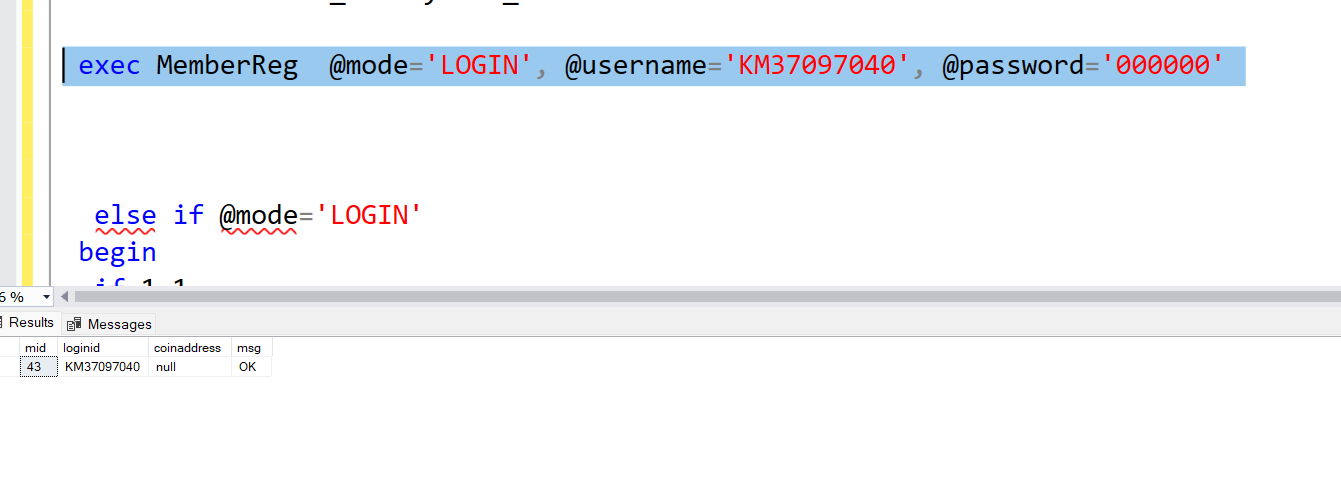 exec MemberReg  @mode='LOGIN', @username='KM37097040', @password='000000'
else if @mode='LOGIN'
begin
6 %
Results Messages
mid loginid coinaddress msg
43 KM37097040 null OK